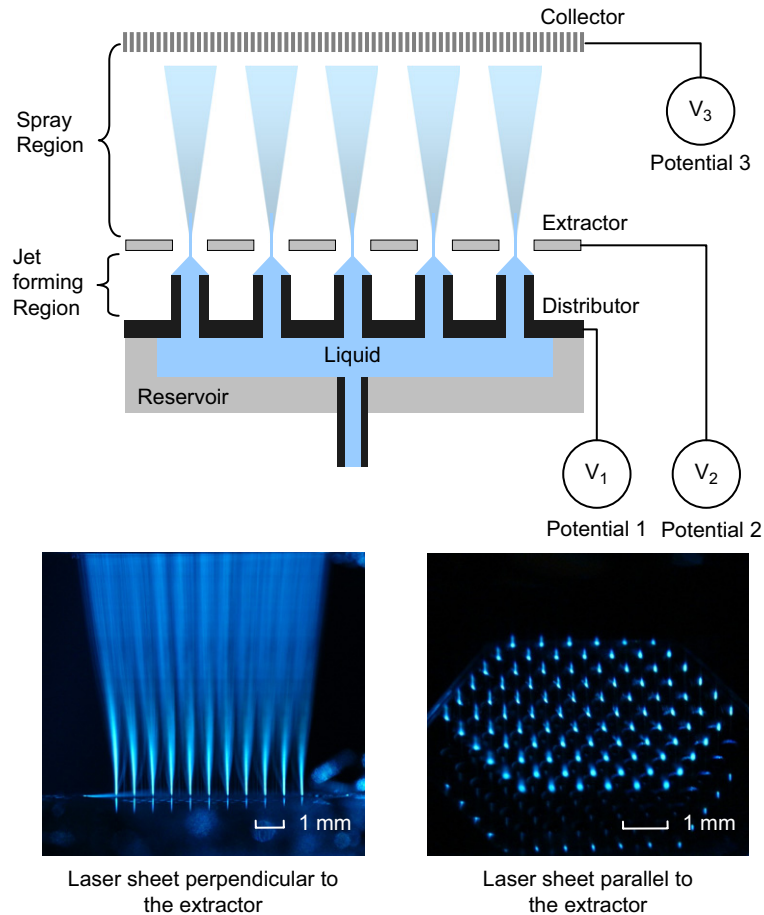 Collector
Spray
Region
V3
Potential 3
Extractor
Jet
forming
Region
Distributor
Liquid
Reservoir
V1
V2
Potential 1
Potential 2
1 mm
1 mm
Laser sheet perpendicular to
the extractor
Laser sheet parallel to
the extractor